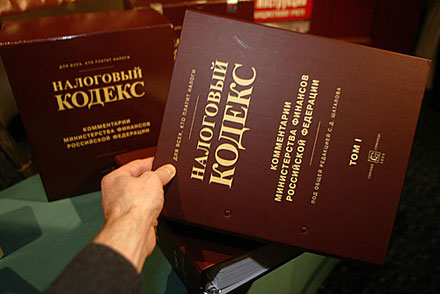 ДЛЯ ВСЕХ, КТО ПЛАТИТ НАЛОГИ
НАЛОГОВЫЙ
КОДЕКС
КОММЕНТАРИИ
МИНИСТЕРСТВА ФИНАНСОВ
РОССИЙСКОЙ ФЕДЕРАЦИИ
ДЛЯ ВСЕХ, КТО ПЛАТИТ НАЛОГИ
НАЛОГОВЫЙ
КОДЕКС
КОММЕНТАРИИ
МИНИСТЕРСТВА ФИНАНСОВ
РОССИЙСКОЙ ФЕДЕРАЦИИ
ПОД ОБЩЕЙ РЕДАКЦИЕЙ С.Д. ШАТАЛОВА
ТОМ I